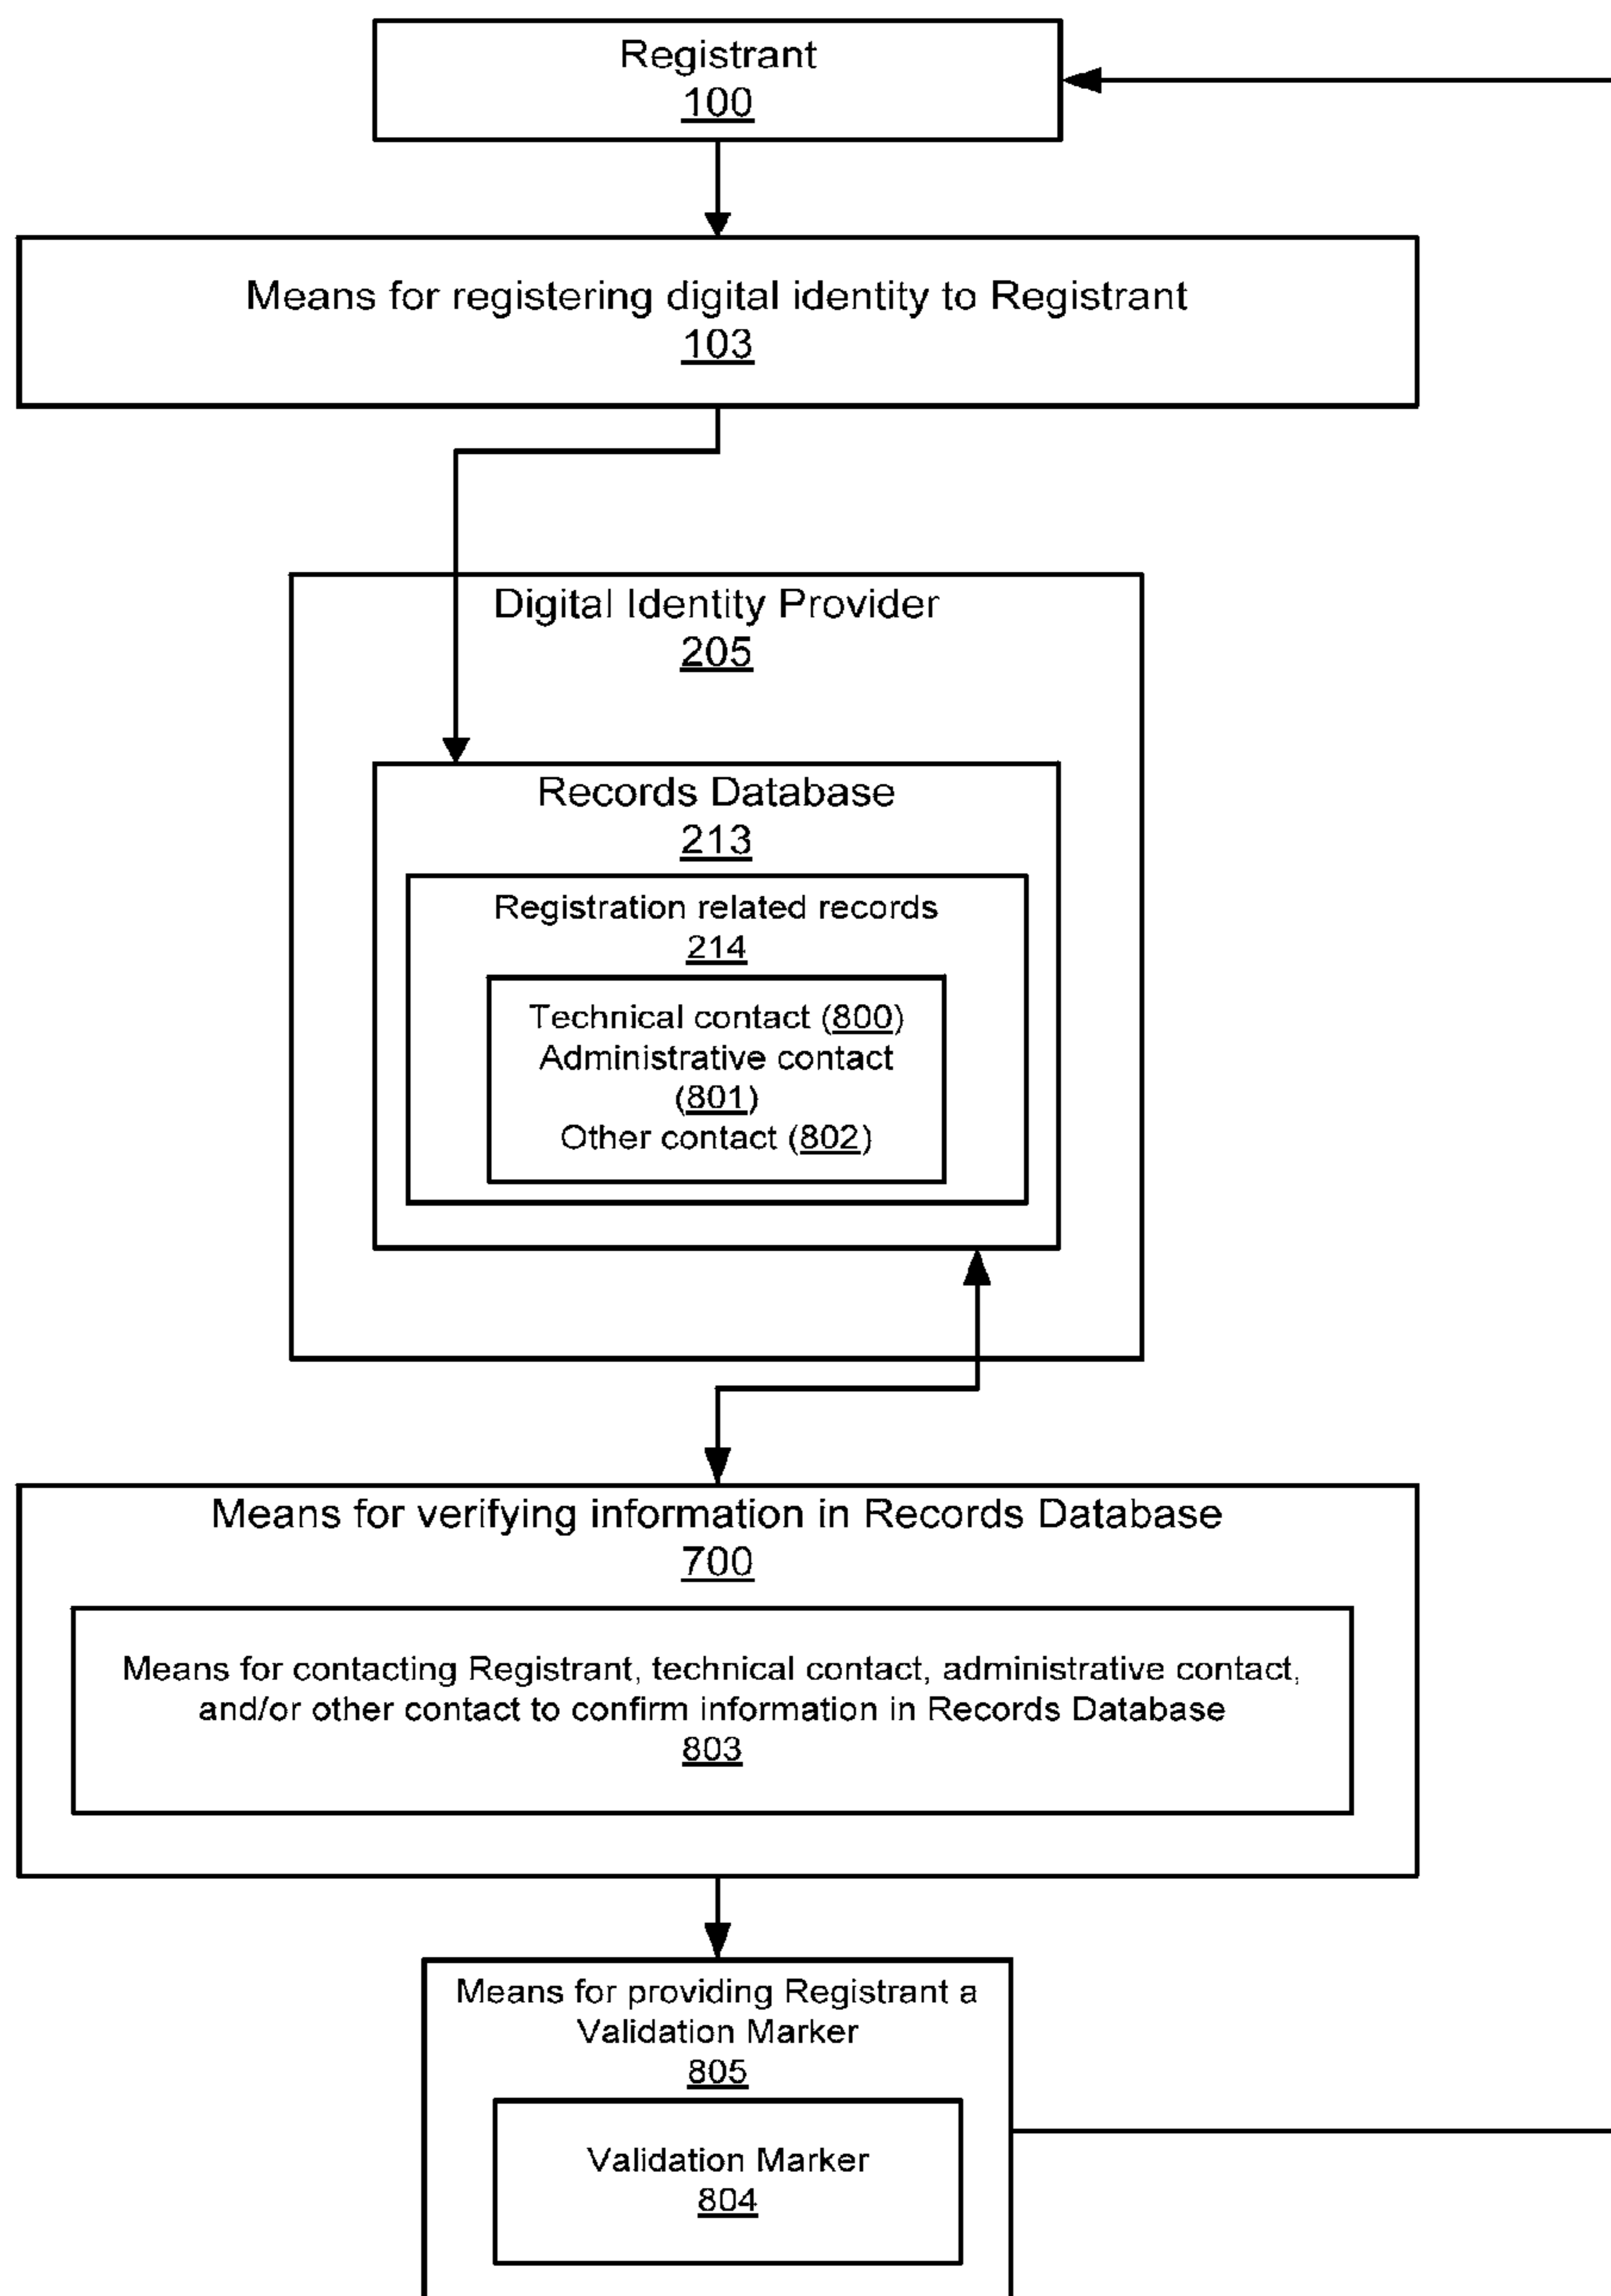 Registrant
100
Means for registering digital identity to Registrant
103
Digital Identity Provider
205
Records Database
213
Registration related records
214
Technical contact (800)
Administrative contact
(801)
Other contact (802)
Means for verifying information in Records Database
700
Means for contacting Registrant, technical contact, administrative contact,
and/or other contact to confirm information in Records Database
803
Means for providing Registrant a
Validation Marker
805
Validation Marker
804